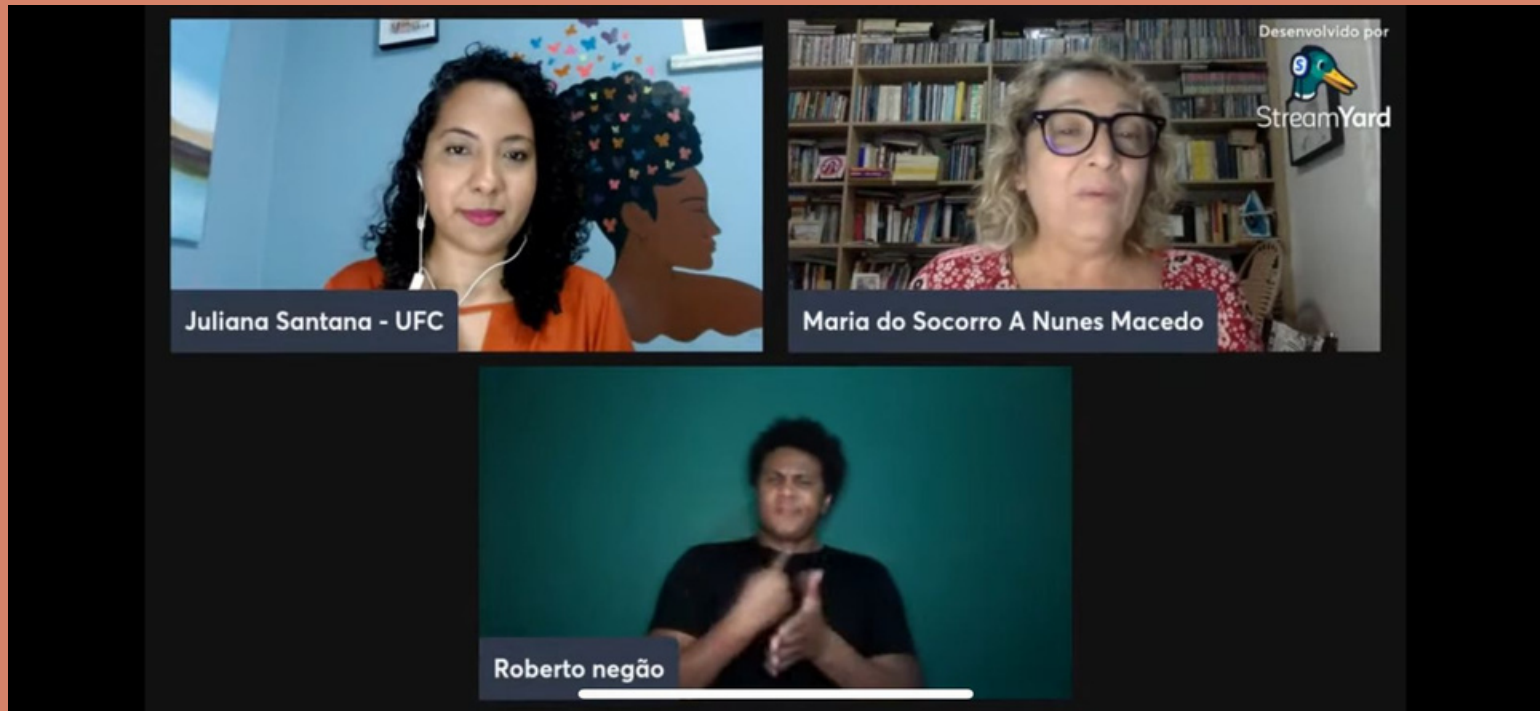 Desenvolvido por
StreamYard
Juliana Santana - UFC
Maria do Socorro A Nunes Macedo
Roberto negão